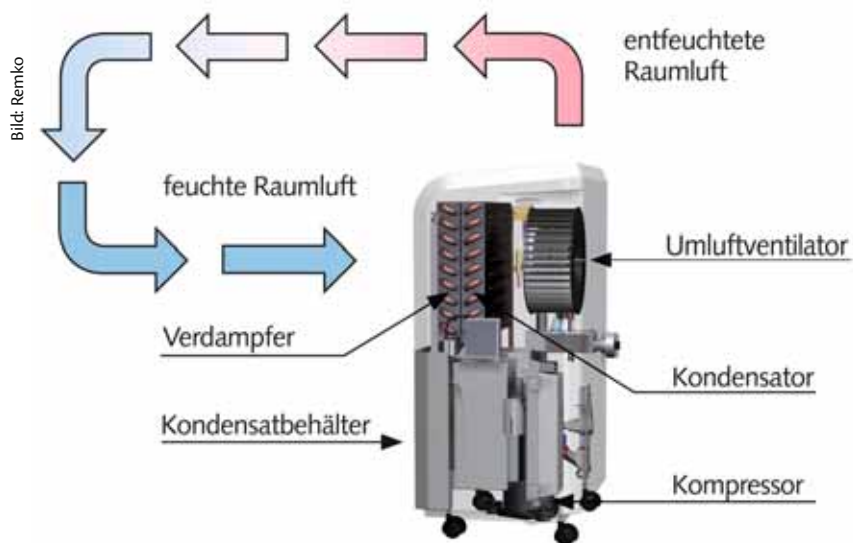 Bild: Remko
entfeuchtete
Raumluft
feuchte Raumluft
Umluftventilator
Verdampfer
Kondensator
Kondensatbehälter
Kompressor